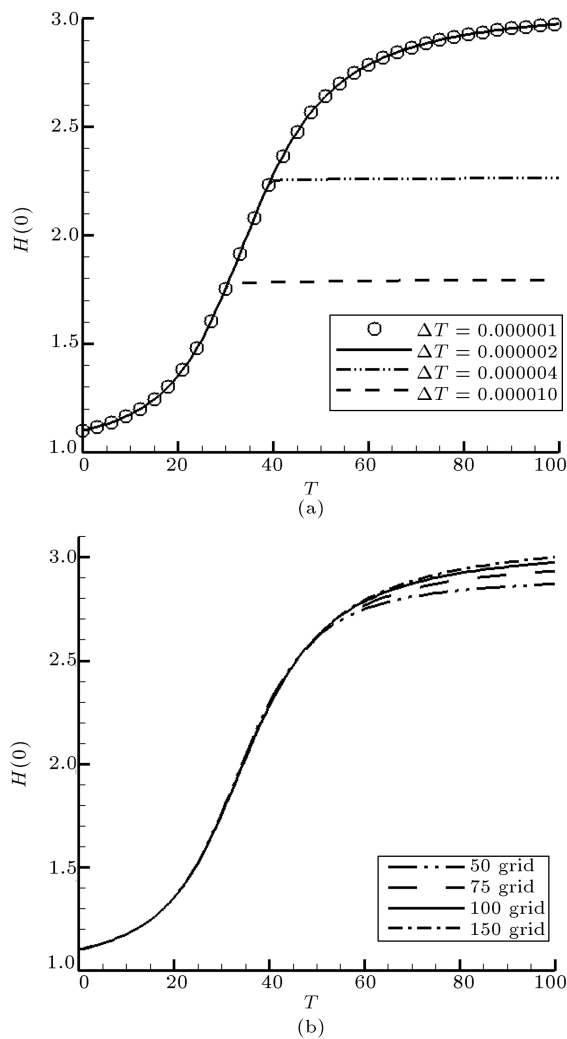 3.0
2.5
2.0
1.5
1.0
H(0)
ΔT = 0.000001
ΔT = 0.000002
ΔT = 0.000004
ΔT = 0.000010
0 20 40 60 80 100
T
(a)
3.0
2.5
2.0
1.5
1.0
H(0)
50 grid
75 grid
100 grid
150 grid
0 20 40 60 80 100
T
(b)